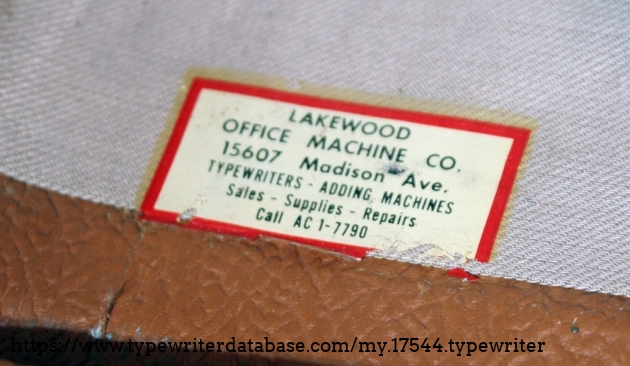 LAKEWOOD
OFFICE MACHINE CO.
15607 Madison Ave.
TYPEWRITERS - ADDING MACHINES
Sales - Supplies - Repairs
Call AC 1-7790
https://www.typewriterdatabase.com/my.17544.typewriter